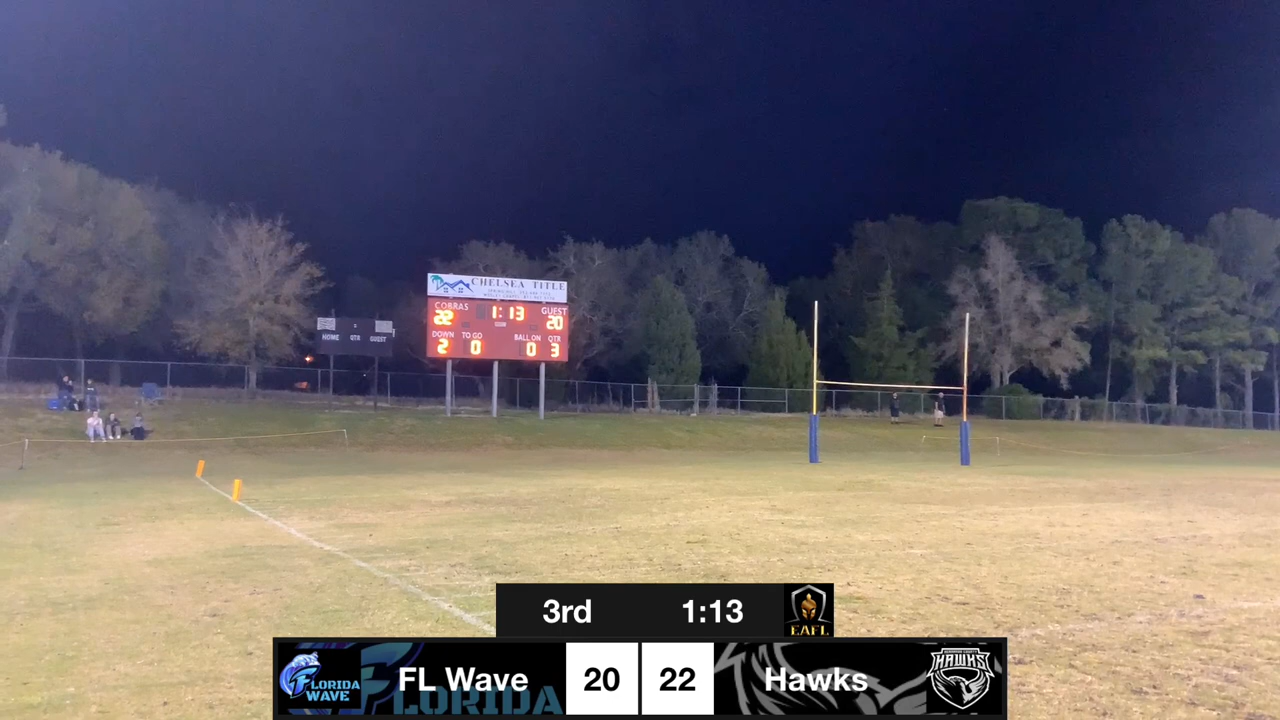 CHELSEA TITLE
COBRAS 1:13 GUEST
22 20
DOWN TO GO BALL ON QTR
2 0 0 3
HOME QTR GUEST
3rd 1:13
EAFL
FLORIDA WAVE FL Wave 20 22 Hawks HAWKS
FLORIDA